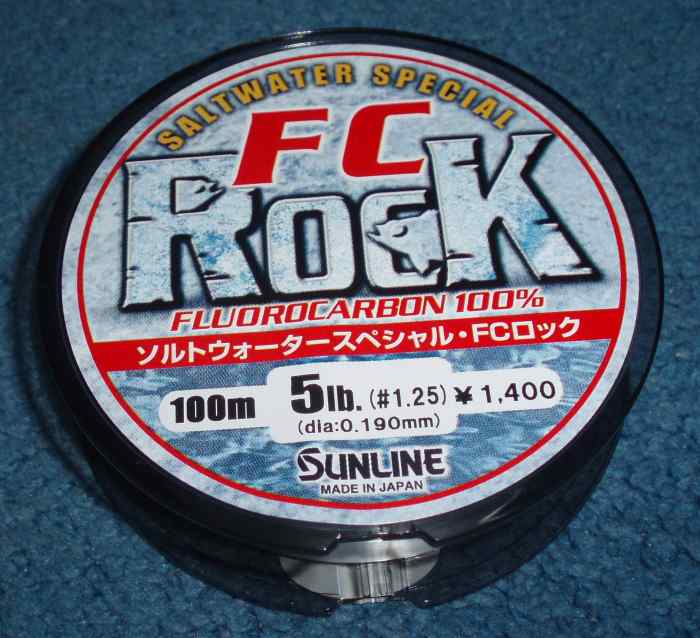 SALTWATER SPECIAL
FC
ROCK
FLUOROCARBON 100%
ソルトウォータースペシャル・FCロック
100m 5lb. (#1.25) ¥1,400
(dia:0.190mm)
SUNLINE
MADE IN JAPAN